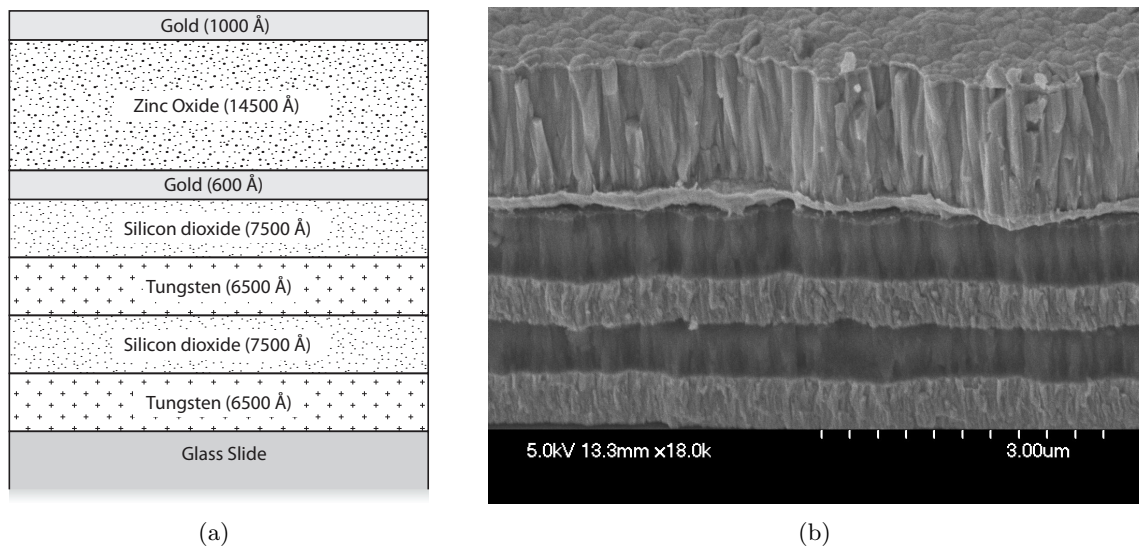 Gold (1000 Å)
Zinc Oxide (14500 Å)
Gold (600 Å)
Silicon dioxide (7500 Å)
Tungsten (6500 Å)
Silicon dioxide (7500 Å)
Tungsten (6500 Å)
Glass Slide
5.0kV 13.3mm x18.0k 3.00um
(a) (b)